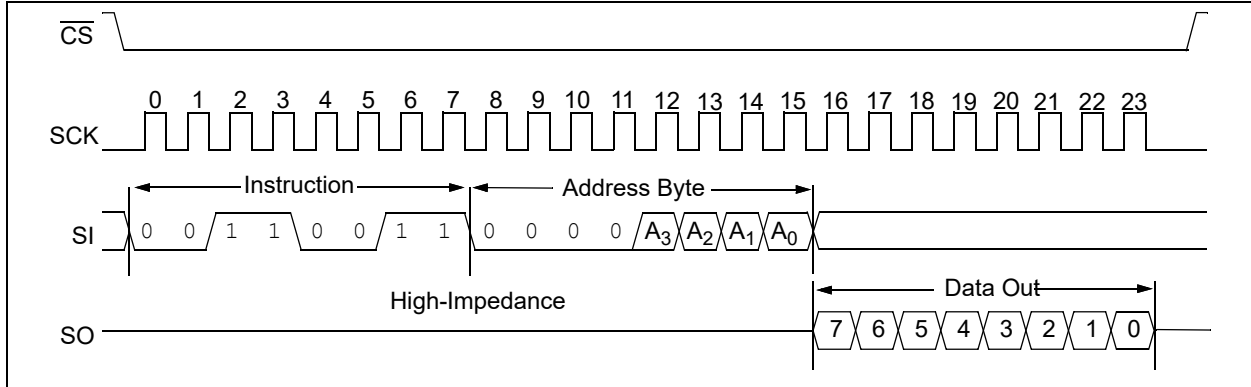 CS
0 1 2 3 4 5 6 7 8 9 10 11 12 13 14 15 16 17 18 19 20 21 22 23
SCK
Instruction Address Byte
SI 0 0 1 1 0 0 1 1 0 0 0 0 A3 A2 A1 A0
High-Impedance Data Out
SO 7 6 5 4 3 2 1 0